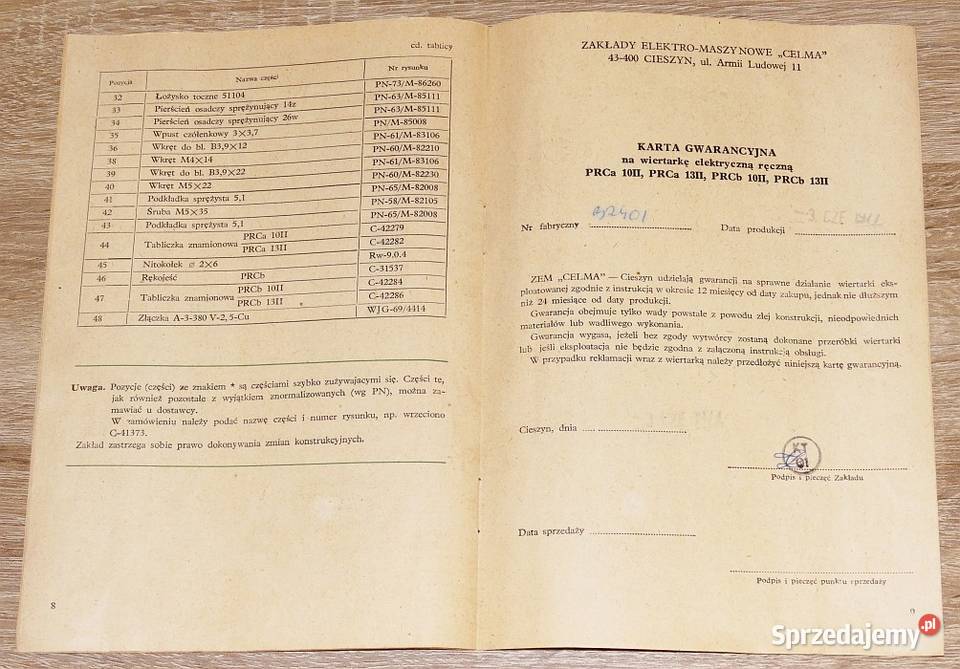 cd. tablicy
Pozycja Nazwa części Nr rysunku
32 Łożysko toczne 51104 PN-73/M-86260
33 Pierścień osadczy sprężynujący 14z PN-63/M-85111
34 Pierścień osadczy sprężynujący 26w PN-63/M-85111
35 Wpust czółenkowy 3×3,7 PN/M-85008
36 Wkręt do bl. B3,9×12 PN-61/M-83106
38 Wkręt M4×14 PN-60/M-82210
39 Wkręt do bl. B3,9×22 PN-61/M-83106
40 Wkręt M5×22 PN-60/M-82230
41 Podkładka sprężysta 5,1 PN-65/M-82008
42 Śruba M5×35 PN-58/M-82105
43 Podkładka sprężysta 5,1 PN-65/M-82008
44 Tabliczka znamionowa PRCa 10II C-42279
PRCa 13II C-42282
45 Nitokołek ⌀ 2×6 Rw-9.0.4
46 Rękojeść PRCb C-31537
47 Tabliczka znamionowa PRCb 10II C-42284
PRCb 13II C-42286
48 Złączka A-3-380 V-2,5-Cu WJG-69/4414
Uwaga. Pozycje (części) ze znakiem * są częściami szybko zużywającymi się. Części te,
jak również pozostałe z wyjątkiem znormalizowanych (wg PN), można za-
mawiać u dostawcy.
W zamówieniu należy podać nazwę części i numer rysunku, np. wrzeciono
C-41373.
Zakład zastrzega sobie prawo dokonywania zmian konstrukcyjnych.
8
ZAKŁADY ELEKTRO-MASZYNOWE „CELMA”
43-400 CIESZYN, ul. Armii Ludowej 11
KARTA GWARANCYJNA
na wiertarkę elektryczną ręczną
PRCa 10II, PRCa 13II, PRCb 10II, PRCb 13II
Nr fabryczny
Data produkcji
ZEM „CELMA” — Cieszyn udzielają gwarancji na sprawne działanie wiertarki eks-
ploatowanej zgodnie z instrukcją w okresie 12 miesięcy od daty zakupu, jednak nie dłuższym
niż 24 miesiące od daty produkcji.
Gwarancja obejmuje tylko wady powstałe z powodu złej konstrukcji, nieodpowiednich
materiałów lub wadliwego wykonania.
Gwarancja wygasa, jeżeli bez zgody wytwórcy zostaną dokonane przeróbki wiertarki
lub jeśli eksploatacja nie będzie zgodna z załączoną instrukcją obsługi.
W przypadku reklamacji wraz z wiertarką należy przedłożyć niniejszą kartę gwarancyjną.
Cieszyn, dnia
KT
01
Podpis i pieczęć Zakładu
Data sprzedaży
Podpis i pieczęć punktu sprzedaży
9
Sprzedajemy.pl